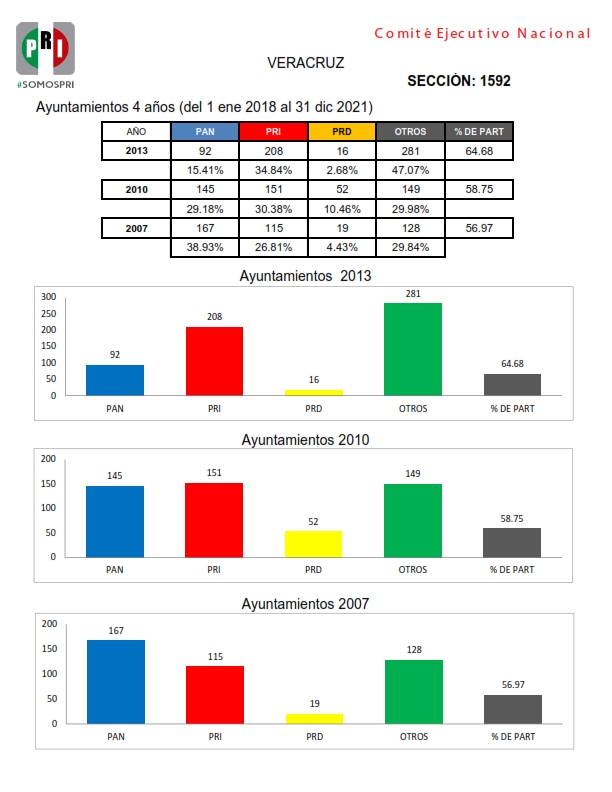 Comité Ejecutivo Nacional
PRI
#SOMOSPRI
VERACRUZ
SECCIÓN: 1592
Ayuntamientos 4 años (del 1 ene 2018 al 31 dic 2021)
AÑO PAN PRI PRD OTROS % DE PART
2013 92 208 16 281 64.68
15.41% 34.84% 2.68% 47.07%
2010 145 151 52 149 58.75
29.18% 30.38% 10.46% 29.98%
2007 167 115 19 128 56.97
38.93% 26.81% 4.43% 29.84%
Ayuntamientos 2013
300
250
200
150
100
50
0
92 208 16 281 64.68
PAN PRI PRD OTROS % DE PART
Ayuntamientos 2010
200
150
100
50
0
145 151 52 149 58.75
PAN PRI PRD OTROS % DE PART
Ayuntamientos 2007
200
150
100
50
0
167 115 19 128 56.97
PAN PRI PRD OTROS % DE PART